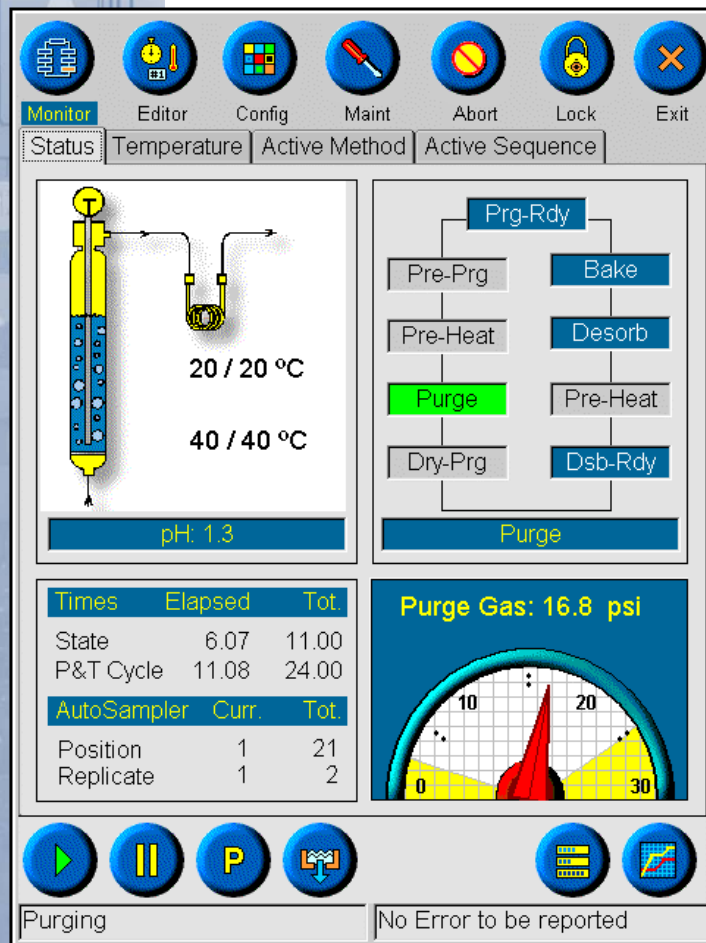 #1
Monitor Editor Config Maint Abort Lock Exit
Status Temperature Active Method Active Sequence
T
20 / 20 ºC
40 / 40 ºC
pH: 1.3
Prg-Rdy
Pre-Prg Bake
Pre-Heat Desorb
Purge Pre-Heat
Dry-Prg Dsb-Rdy
Purge
Times Elapsed Tot.
State 6.07 11.00
P&T Cycle 11.08 24.00
AutoSampler Curr. Tot.
Position 1 21
Replicate 1 2
Purge Gas: 16.8 psi
10 20
0 30
P
Purging
No Error to be reported